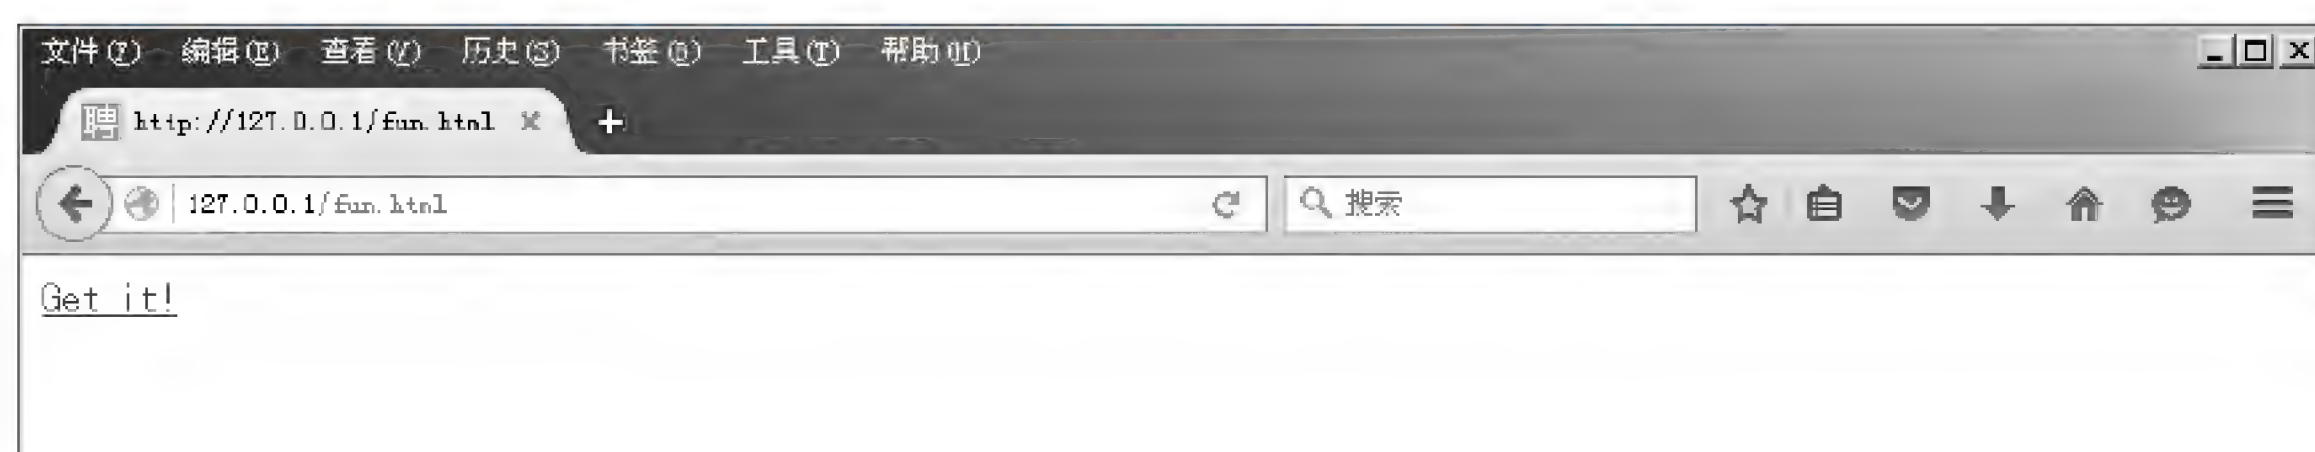 文件(F) 编辑(E) 查看(V) 历史(S) 书签(B) 工具(T) 帮助(H)
聘 http://127.0.0.1/fun.html
127.0.0.1/fun.html 搜索
Get it!